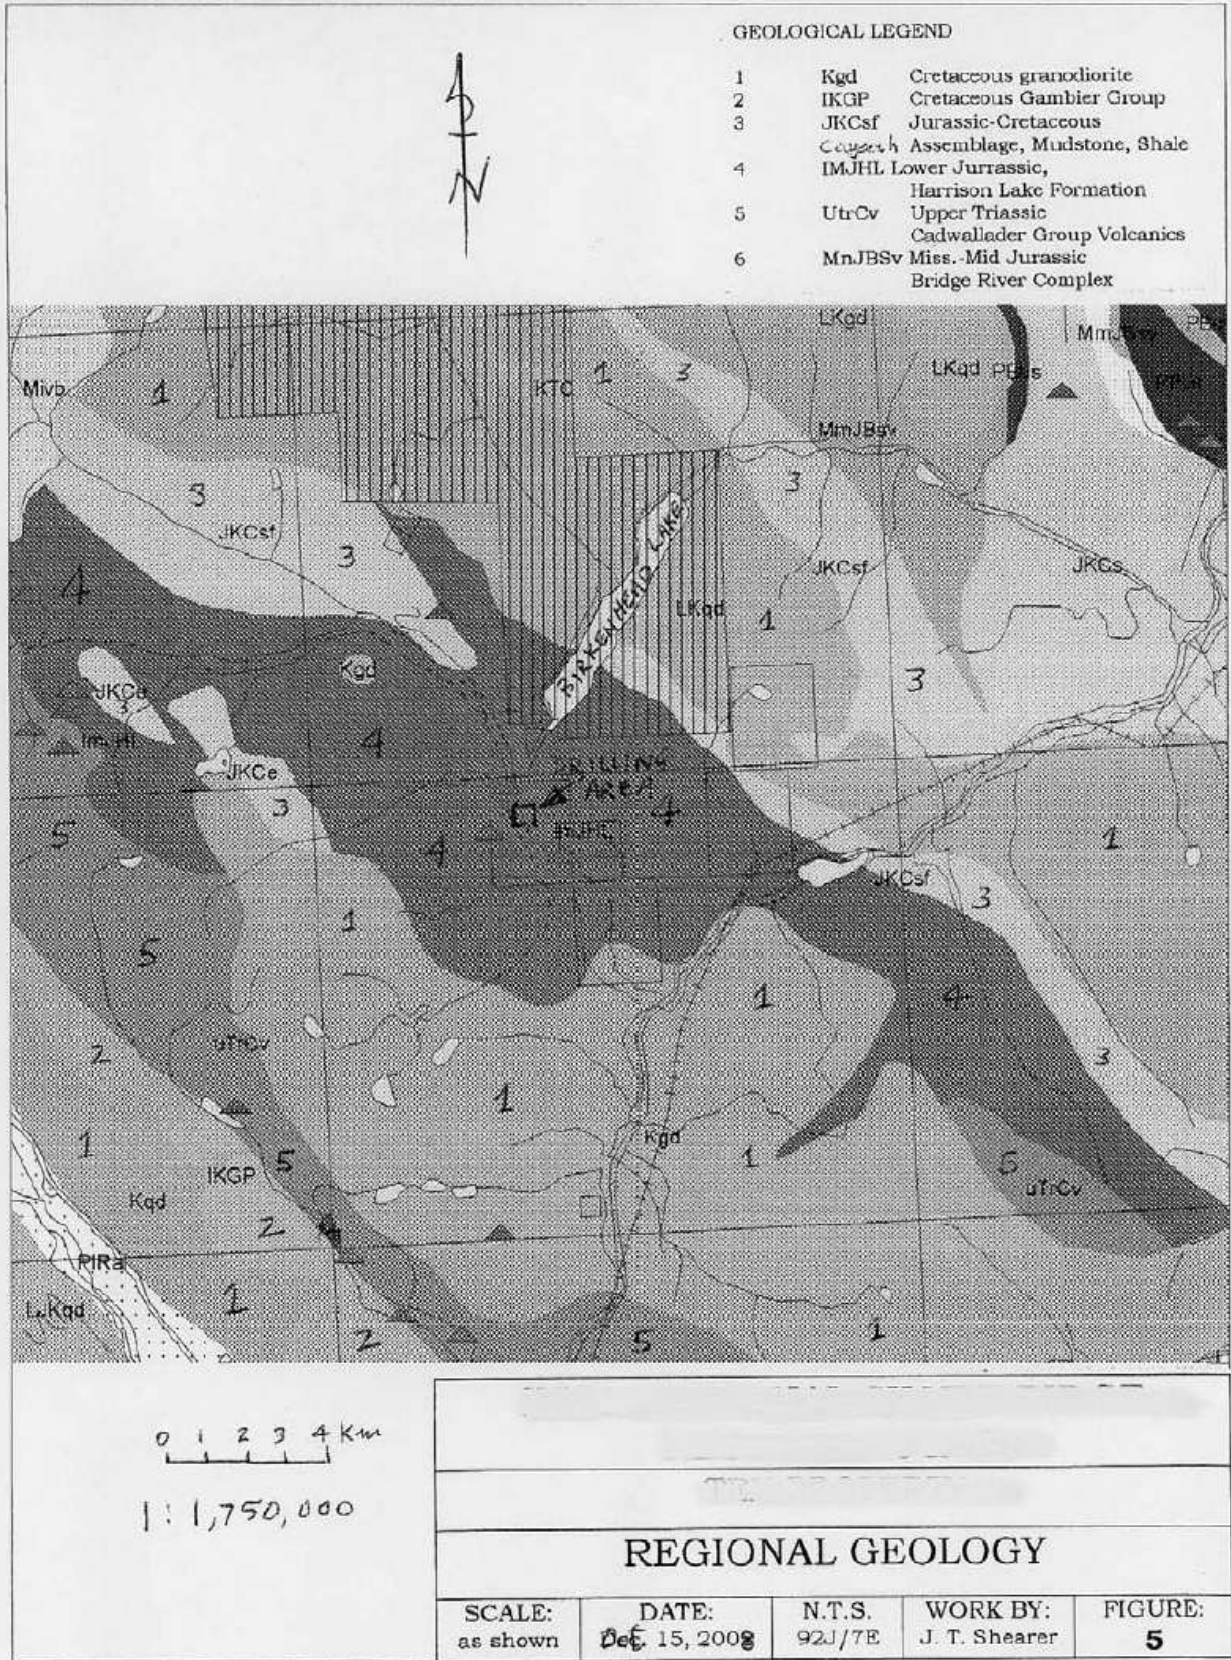 GEOLOGICAL LEGEND
1 Kgd Cretaceous granodiorite
2 IKGP Cretaceous Gambier Group
3 JKCsf Jurassic-Cretaceous
Cayoosh Assemblage, Mudstone, Shale
4 IMJHL Lower Jurrassic,
Harrison Lake Formation
5 UtrCv Upper Triassic
Cadwallader Group Volcanics
6 MnJBSv Miss.-Mid Jurassic
Bridge River Complex
N
LKgd
MmJBsv
Mivb
1
KTC
1
3
LKqd
MmJBsv
3
3
JKCsf
3
JKCsf
JKCs
4
BIRKENHEAD LAKE
LKqd
1
Kgd
3
JKCe
3
4
JKCe
3
DRILLING
AREA
5
4
4
1
JKCsf
3
1
5
1
4
2
uTrCv
3
1
1
Kgd
1
5
IKGP
5
uTrCv
Kqd
2
PlRa
1
LJKqd
2
5
1
0 1 2 3 4 Km
1:1,750,000
REGIONAL GEOLOGY
SCALE:
as shown
DATE:
15, 2008
N.T.S.
92J/7E
WORK BY:
J. T. Shearer
FIGURE:
5